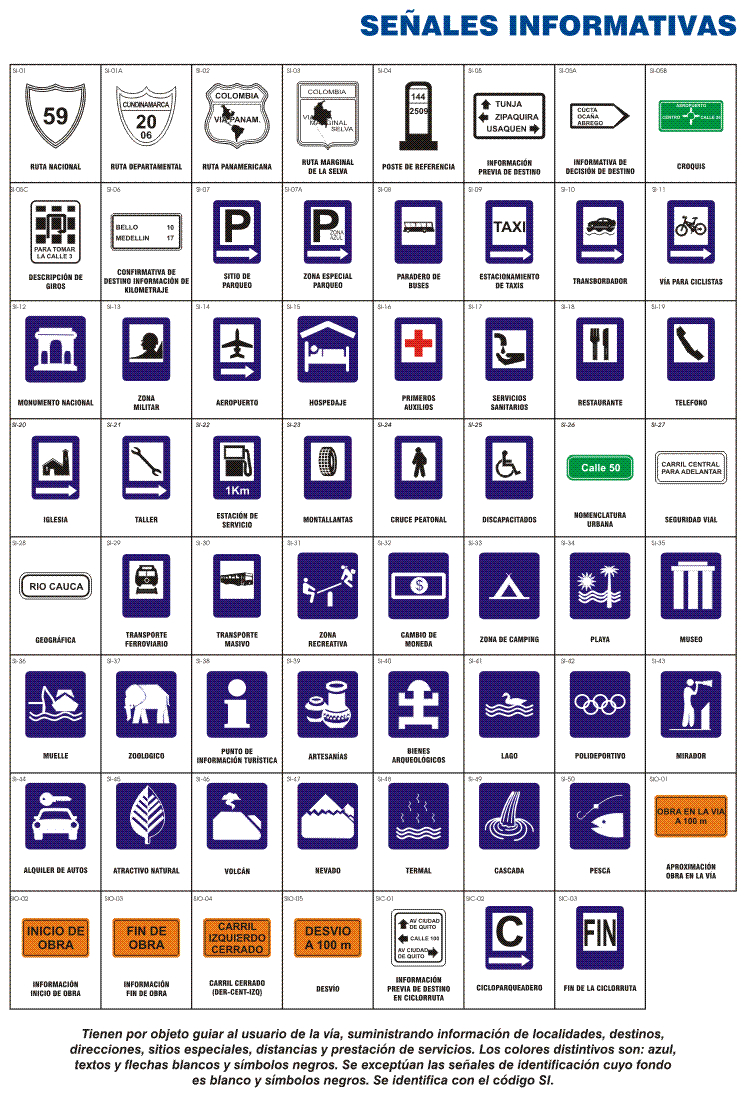 SEÑALES INFORMATIVAS
SI-01
59
RUTA NACIONAL
SI-01A
CUNDINAMARCA
20
06
RUTA DEPARTAMENTAL
SI-02
COLOMBIA
VIA PANAM.
RUTA PANAMERICANA
SI-03
COLOMBIA
VIA
MARGINAL
SELVA
RUTA MARGINAL
DE LA SELVA
SI-04
144
2509
POSTE DE REFERENCIA
SI-05
TUNJA
ZIPAQUIRA
USAQUEN
INFORMACIÓN
PREVIA DE DESTINO
SI-05A
CUCTA
OCAÑA
ABREGO
INFORMATIVA DE
DECISIÓN DE DESTINO
SI-05B
AEROPUERTO
CENTRO
CALLE 26
CROQUIS
SI-05C
PARA TOMAR
LA CALLE 3
DESCRIPCIÓN DE
GIROS
SI-06
BELLO 10
MEDELLIN 17
CONFIRMATIVA DE
DESTINO INFORMACIÓN DE
KILOMETRAJE
SI-07
P
SITIO DE
PARQUEO
SI-07A
P
ZONA
AZUL
ZONA ESPECIAL
PARQUEO
SI-08
PARADERO DE
BUSES
SI-09
TAXI
ESTACIONAMIENTO
DE TAXIS
SI-10
TRANSBORDADOR
SI-11
VÍA PARA CICLISTAS
SI-12
MONUMENTO NACIONAL
SI-13
ZONA
MILITAR
SI-14
AEROPUERTO
SI-15
HOSPEDAJE
SI-16
PRIMEROS
AUXILIOS
SI-17
SERVICIOS
SANITARIOS
SI-18
RESTAURANTE
SI-19
TELEFONO
SI-20
IGLESIA
SI-21
TALLER
SI-22
1Km
ESTACIÓN DE
SERVICIO
SI-23
MONTALLANTAS
SI-24
CRUCE PEATONAL
SI-25
DISCAPACITADOS
SI-26
Calle 50
NOMENCLATURA
URBANA
SI-27
CARRIL CENTRAL
PARA ADELANTAR
SEGURIDAD VIAL
SI-28
RIO CAUCA
GEOGRÁFICA
SI-29
TRANSPORTE
FERROVIARIO
SI-30
TRANSPORTE
MASIVO
SI-31
ZONA
RECREATIVA
SI-32
$
CAMBIO DE
MONEDA
SI-33
ZONA DE CAMPING
SI-34
PLAYA
SI-35
MUSEO
SI-36
MUELLE
SI-37
ZOOLOGICO
SI-38
PUNTO DE
INFORMACIÓN TURÍSTICA
SI-39
ARTESANÍAS
SI-40
BIENES
ARQUEOLÓGICOS
SI-41
LAGO
SI-42
POLIDEPORTIVO
SI-43
MIRADOR
SI-44
ALQUILER DE AUTOS
SI-45
ATRACTIVO NATURAL
SI-46
VOLCÁN
SI-47
NEVADO
SI-48
TERMAL
SI-49
CASCADA
SI-50
PESCA
SIO-01
OBRA EN LA VIA
A 100 m
APROXIMACIÓN
OBRA EN LA VÍA
SIO-02
INICIO DE
OBRA
INFORMACIÓN
INICIO DE OBRA
SIO-03
FIN DE
OBRA
INFORMACIÓN
FIN DE OBRA
SIO-04
CARRIL
IZQUIERDO
CERRADO
CARRIL CERRADO
(DER-CENT-IZQ)
SIO-05
DESVIO
A 100 m
DESVÍO
SIC-01
AV CIUDAD
DE QUITO
CALLE 100
AV CIUDAD
DE QUITO
INFORMACIÓN
PREVIA DE DESTINO
EN CICLORRUTA
SIC-02
C
CICLOPARQUEADERO
SIC-03
FIN
FIN DE LA CICLORRUTA
Tienen por objeto guiar al usuario de la vía, suministrando información de localidades, destinos,
direcciones, sitios especiales, distancias y prestación de servicios. Los colores distintivos son: azul,
textos y flechas blancos y símbolos negros. Se exceptúan las señales de identificación cuyo fondo
es blanco y símbolos negros. Se identifica con el código SI.